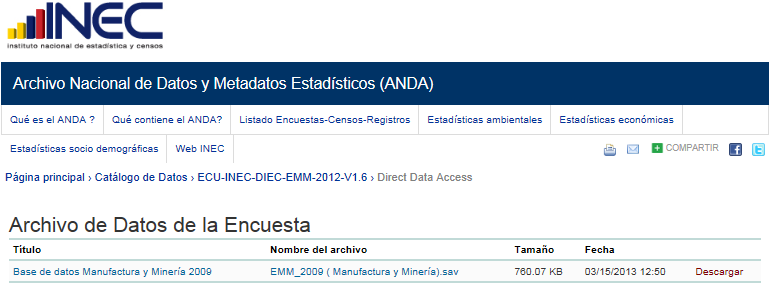 INEC
instituto nacional de estadística y censos
Archivo Nacional de Datos y Metadatos Estadísticos (ANDA)
Qué es el ANDA ? Qué contiene el ANDA? Listado Encuestas-Censos-Registros Estadísticas ambientales Estadísticas económicas
Estadísticas socio demográficas Web INEC COMPARTIR
Página principal › Catálogo de Datos › ECU-INEC-DIEC-EMM-2012-V1.6 › Direct Data Access
Archivo de Datos de la Encuesta
Título Nombre del archivo Tamaño Fecha
Base de datos Manufactura y Minería 2009 EMM_2009 ( Manufactura y Minería).sav 760.07 KB 03/15/2013 12:50 Descargar